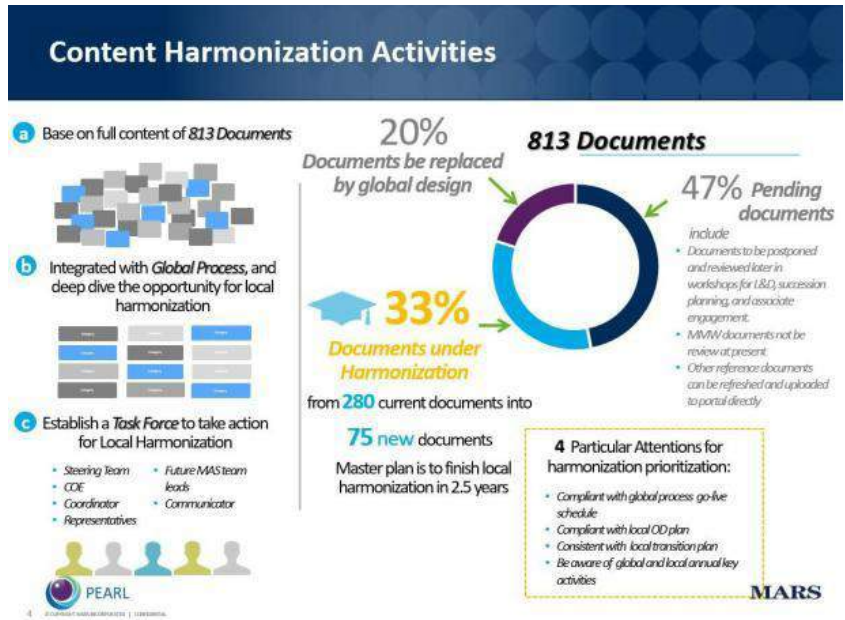 Content Harmonization Activities
a Base on full content of 813 Documents
b Integrated with Global Process, and
deep dive the opportunity for local
harmonization
c Establish a Task Force to take action
for Local Harmonization
• Steering Team
• COE
• Coordinator
• Representatives
• Future MAS team
leads
• Communicator
PEARL
4
20%
Documents be replaced
by global design
33%
Documents under
Harmonization
from 280 current documents into
75 new documents
Master plan is to finish local
harmonization in 2.5 years
813 Documents
47% Pending
documents
include
• Documents to be postponed
and reviewed later in
workshops for L&D, succession
planning, and associate
engagement.
• MMW documents not be
review at present
• Other reference documents
can be refreshed and uploaded
to portal directly
4 Particular Attentions for
harmonization prioritization:
• Compliant with global process go-live
schedule
• Compliant with local OD plan
• Consistent with local transition plan
• Be aware of global and local annual key
activities
MARS